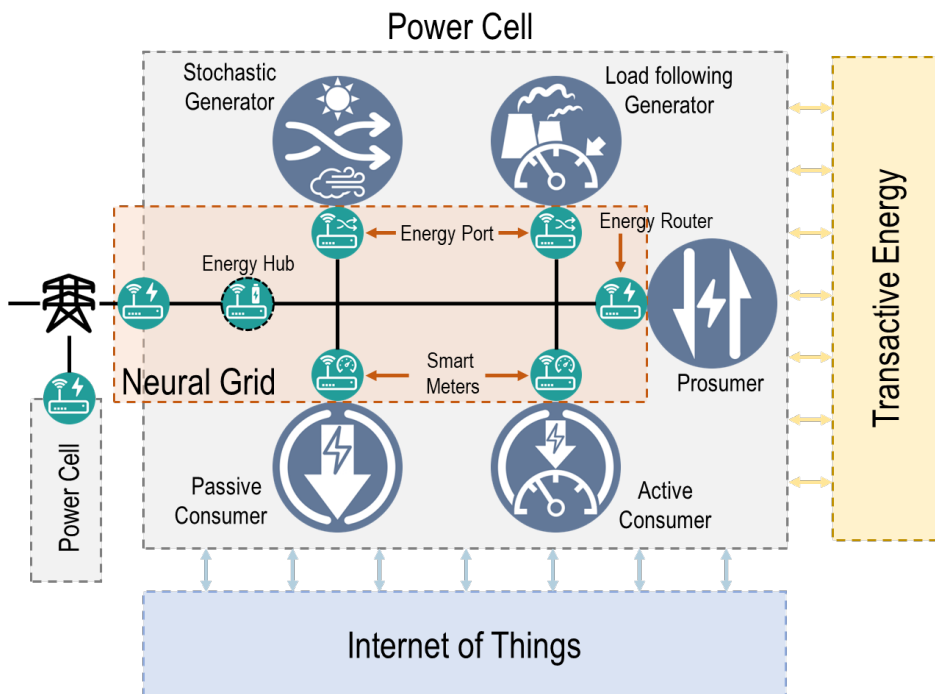 Power Cell
Stochastic
Generator
Load following
Generator
Energy Port
Energy Router
Energy Hub
Neural Grid
Smart
Meters
Prosumer
Passive
Consumer
Active
Consumer
Power Cell
Transactive Energy
Internet of Things